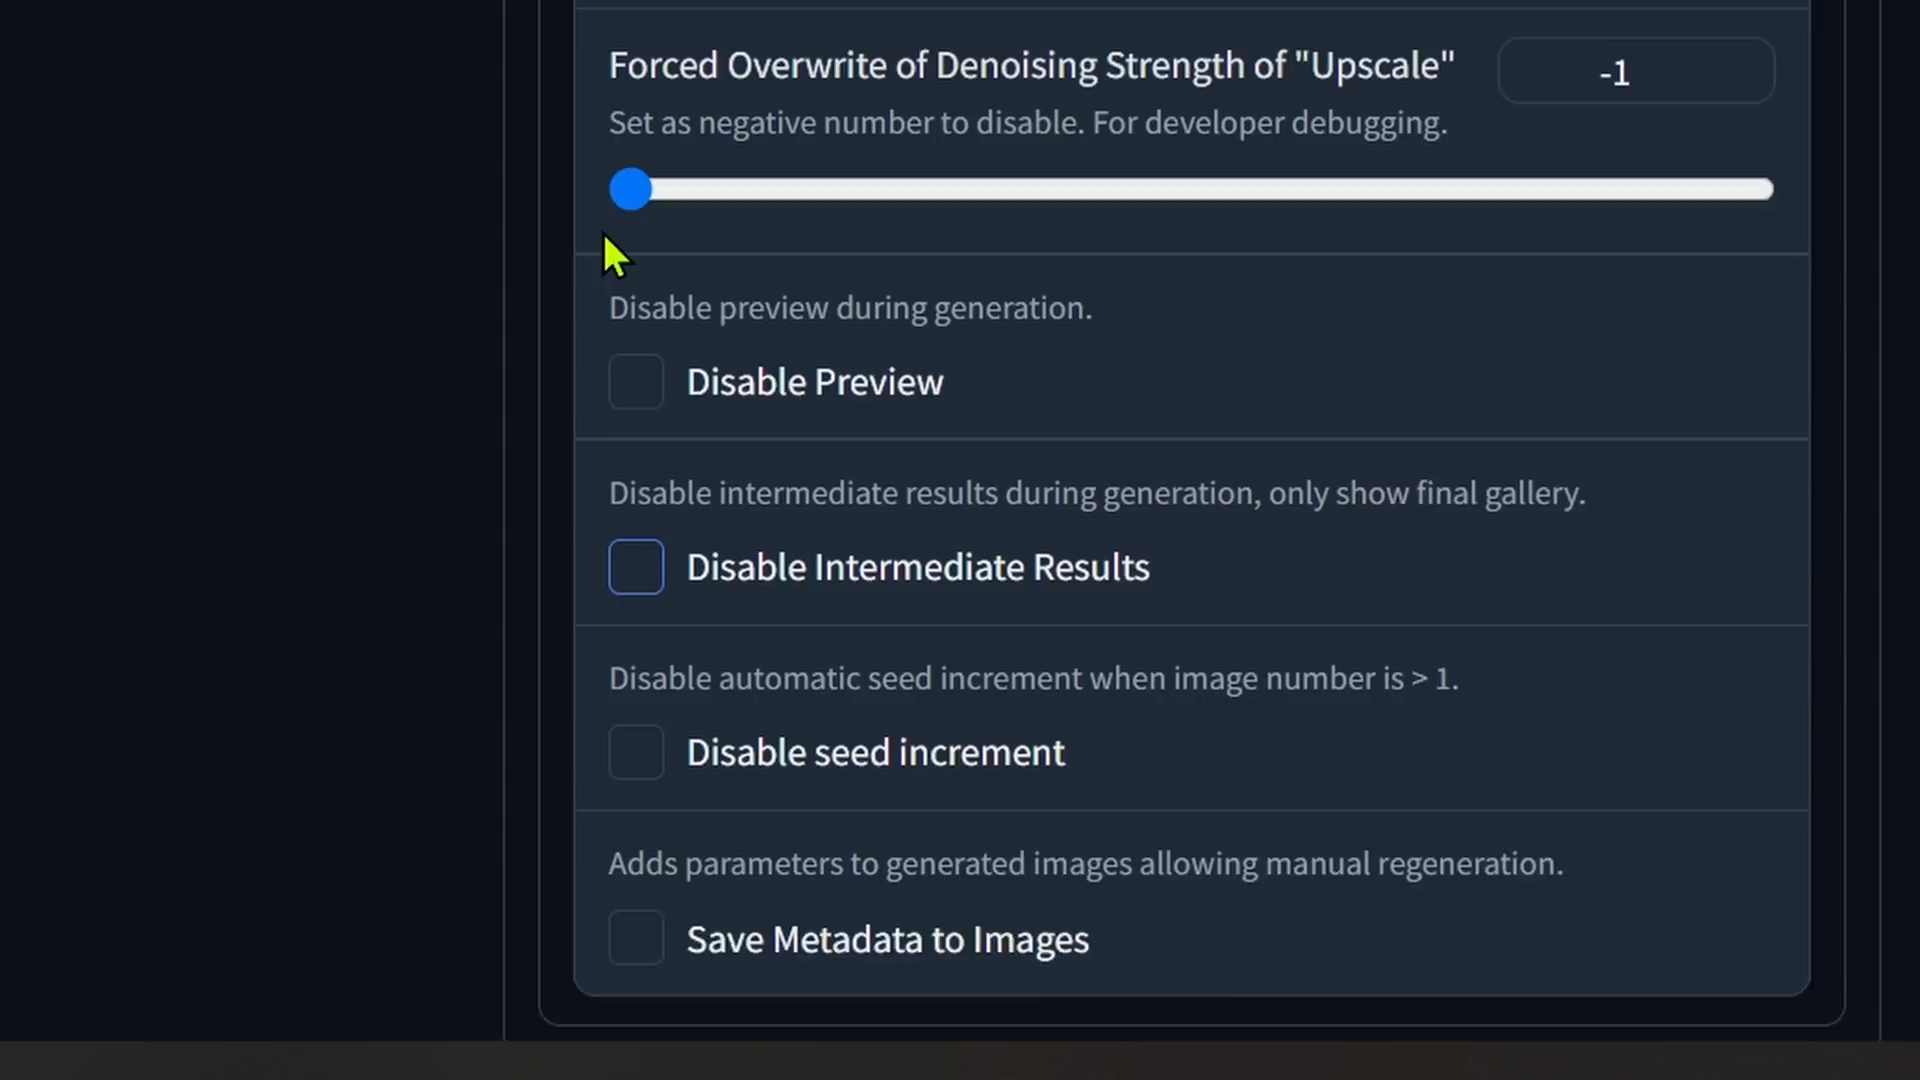 Forced Overwrite of Denoising Strength of "Upscale"
-1
Set as negative number to disable. For developer debugging.
Disable preview during generation.
Disable Preview
Disable intermediate results during generation, only show final gallery.
Disable Intermediate Results
Disable automatic seed increment when image number is > 1.
Disable seed increment
Adds parameters to generated images allowing manual regeneration.
Save Metadata to Images